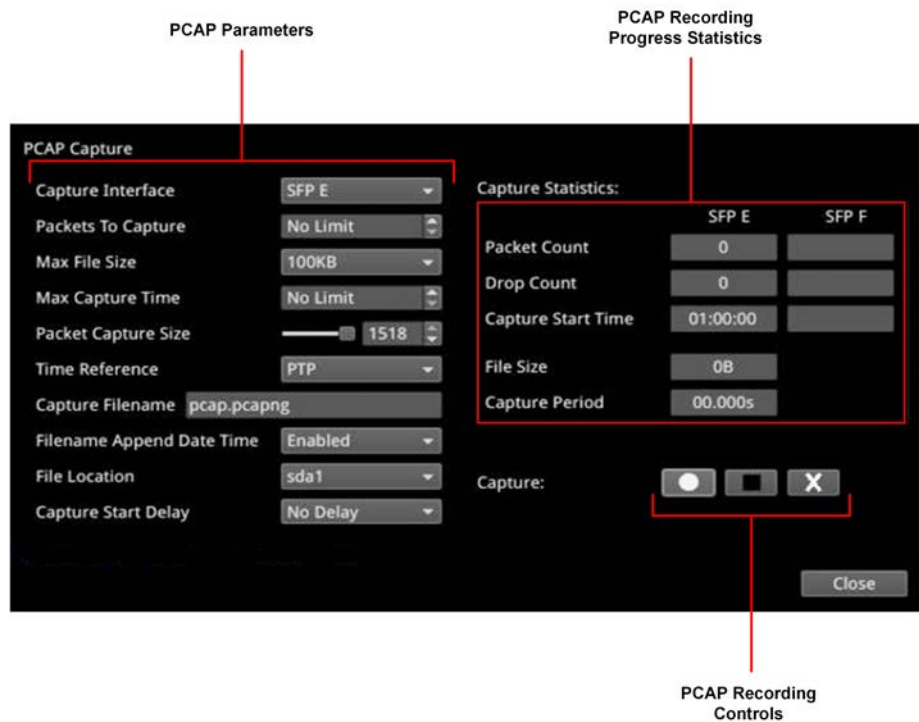 PCAP Parameters
PCAP Recording
Progress Statistics
PCAP Capture
Capture Interface SFP E
Packets To Capture No Limit
Max File Size 100KB
Max Capture Time No Limit
Packet Capture Size 1518
Time Reference PTP
Capture Filename pcap.pcapng
Filename Append Date Time Enabled
File Location sda1
Capture Start Delay No Delay
Capture Statistics:
SFP E SFP F
Packet Count 0
Drop Count 0
Capture Start Time 01:00:00
File Size 0B
Capture Period 00.000s
Capture: X
Close
PCAP Recording
Controls